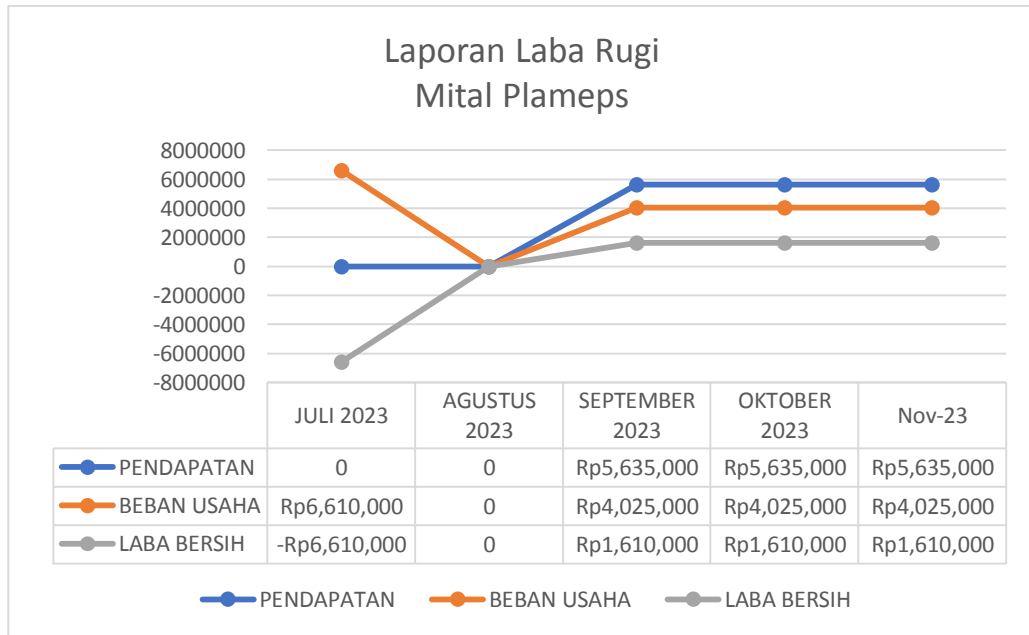 Laporan Laba Rugi
Mital Plameps
8000000
6000000
4000000
2000000
0
-2000000
-4000000
-6000000
-8000000
JULI 2023 AGUSTUS 2023 SEPTEMBER 2023 OKTOBER 2023 Nov-23
PENDAPATAN 0 0 Rp5,635,000 Rp5,635,000 Rp5,635,000
BEBAN USAHA Rp6,610,000 0 Rp4,025,000 Rp4,025,000 Rp4,025,000
LABA BERSIH -Rp6,610,000 0 Rp1,610,000 Rp1,610,000 Rp1,610,000
PENDAPATAN BEBAN USAHA LABA BERSIH